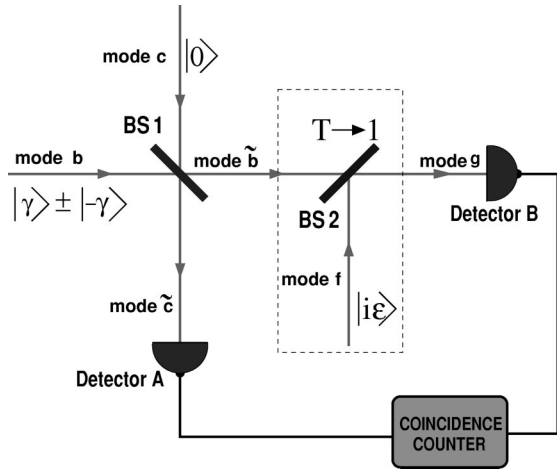 mode c
|0⟩
BS 1
mode b
|γ⟩ ± |-γ⟩
mode b̃
T→1
BS 2
mode g
Detector B
mode f
|iε⟩
mode c̃
Detector A
COINCIDENCE
COUNTER